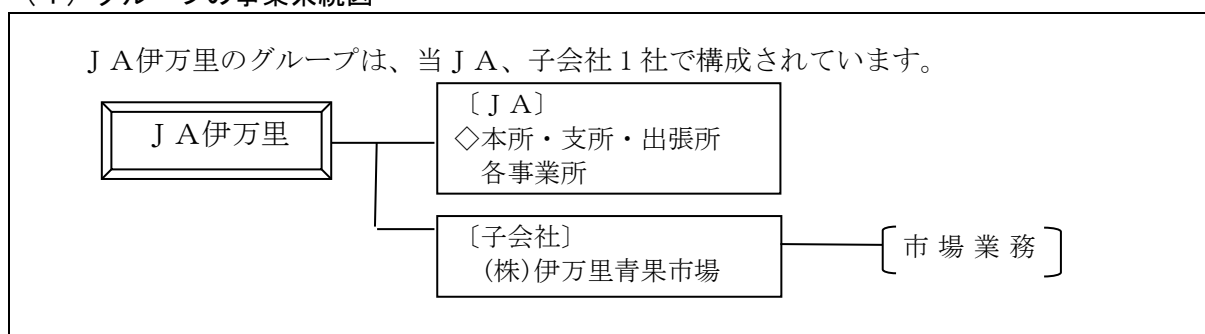 （１）グループの事業系統図
ＪＡ伊万里のグループは、当ＪＡ、子会社１社で構成されています。
ＪＡ伊万里
〔ＪＡ〕
◇本所・支所・出張所
各事業所
〔子会社〕
(株)伊万里青果市場
市場業務